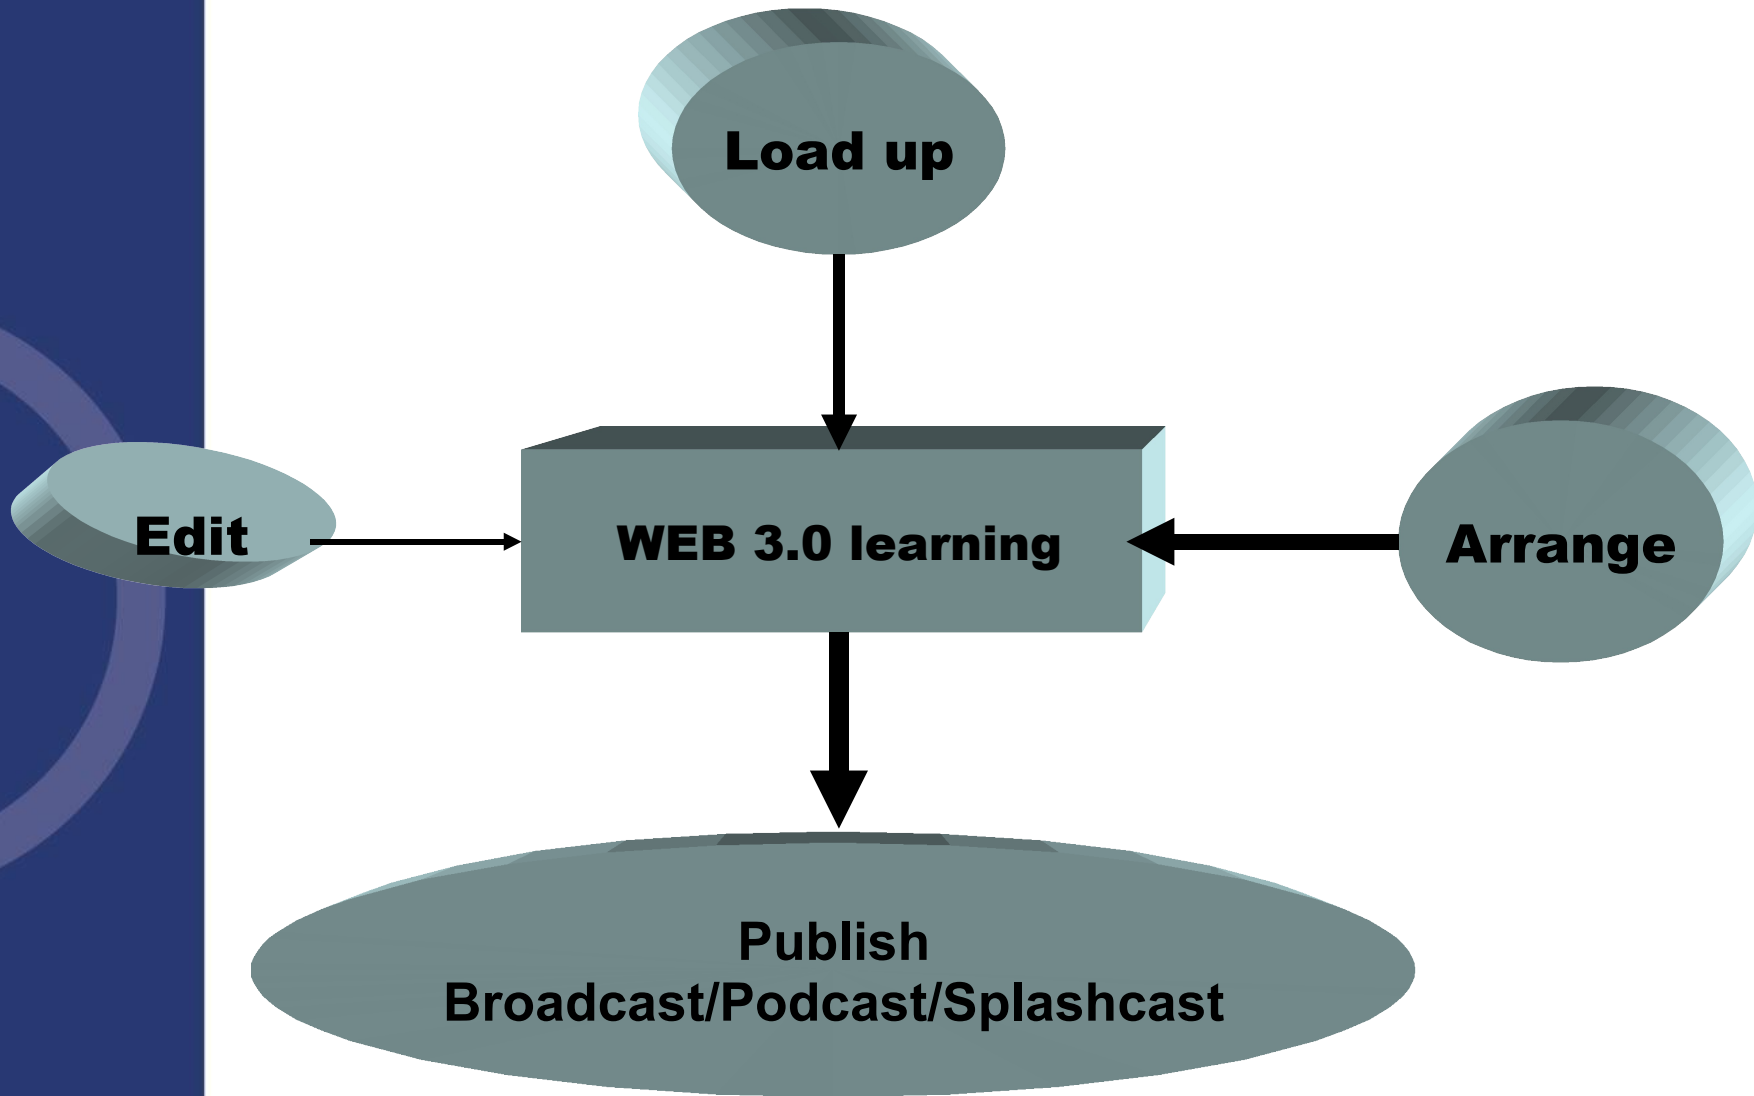 Load up
Edit
WEB 3.0 learning
Arrange
Publish
Broadcast/Podcast/Splashcast